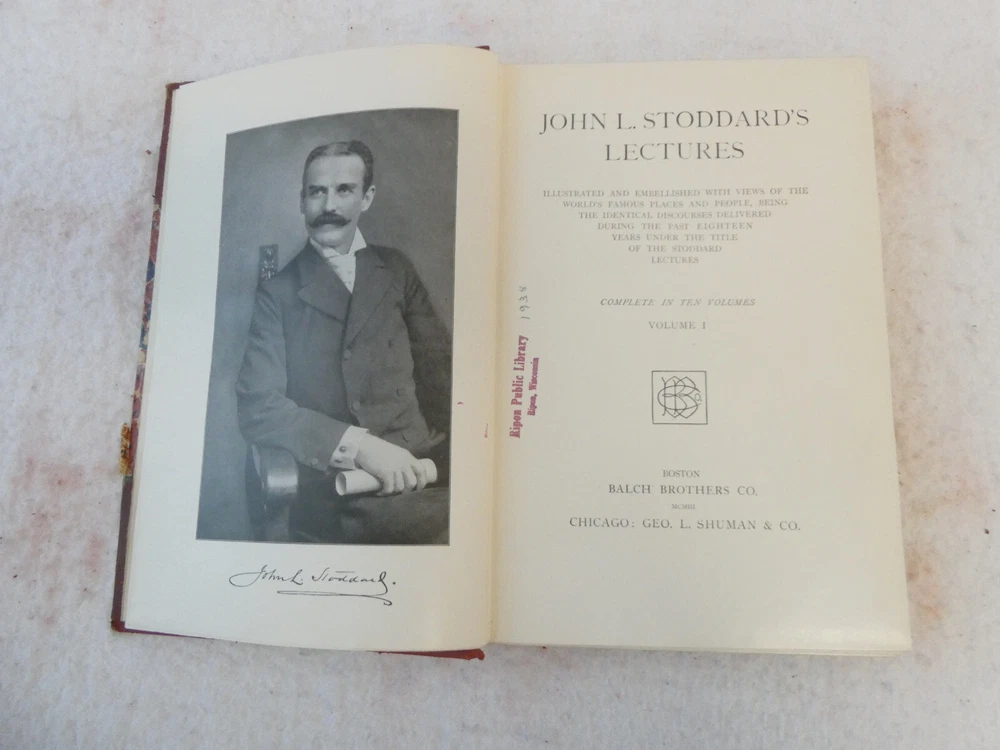 John L. Stoddard.
JOHN L. STODDARD'S
LECTURES
ILLUSTRATED AND EMBELLISHED WITH VIEWS OF THE
WORLD'S FAMOUS PLACES AND PEOPLE, BEING
THE IDENTICAL DISCOURSES DELIVERED
DURING THE PAST EIGHTEEN
YEARS UNDER THE TITLE
OF THE STODDARD
LECTURES
COMPLETE IN TEN VOLUMES
VOLUME I
Ripon Public Library
Ripon, Wisconsin
BOSTON
BALCH BROTHERS CO.
MCMIII
CHICAGO: GEO. L. SHUMAN & CO.